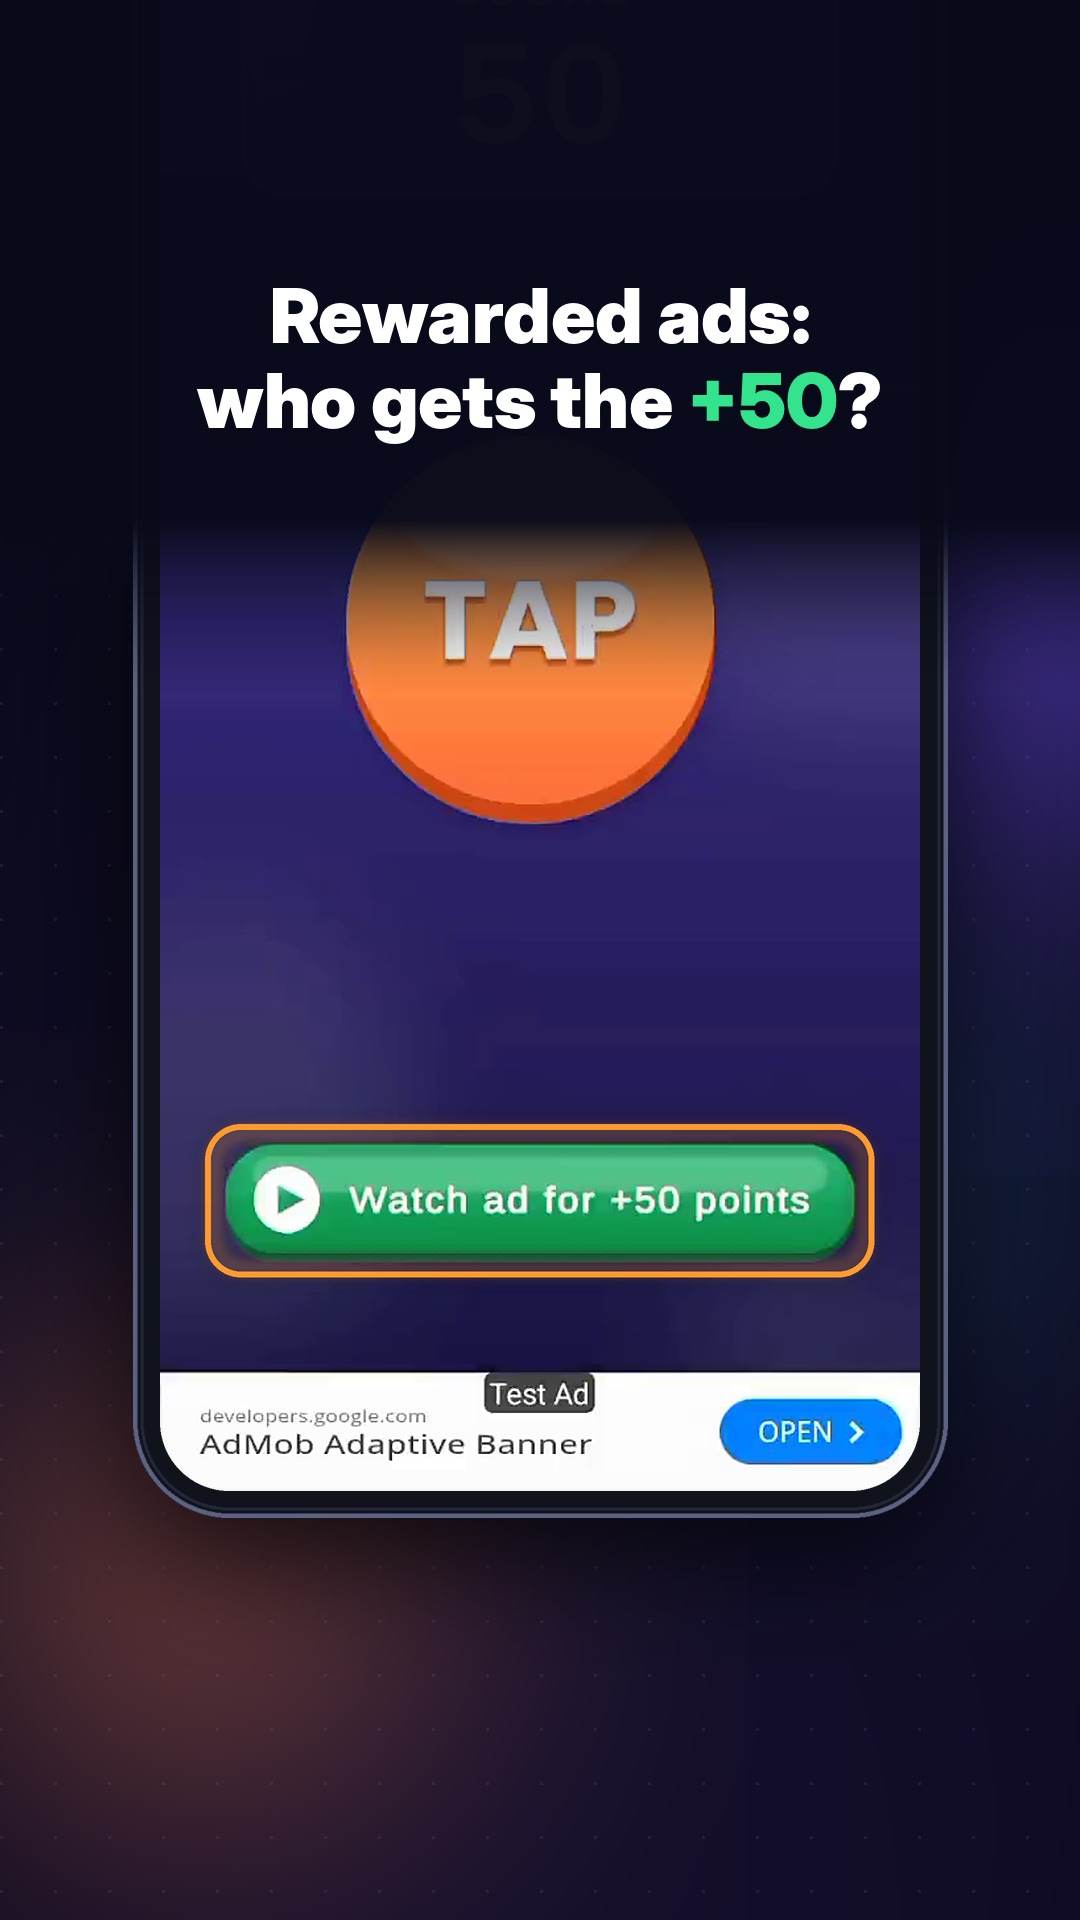 50
Rewarded ads:
who gets the +50?
TAP
Watch ad for +50 points
Test Ad
developers.google.com
AdMob Adaptive Banner
OPEN